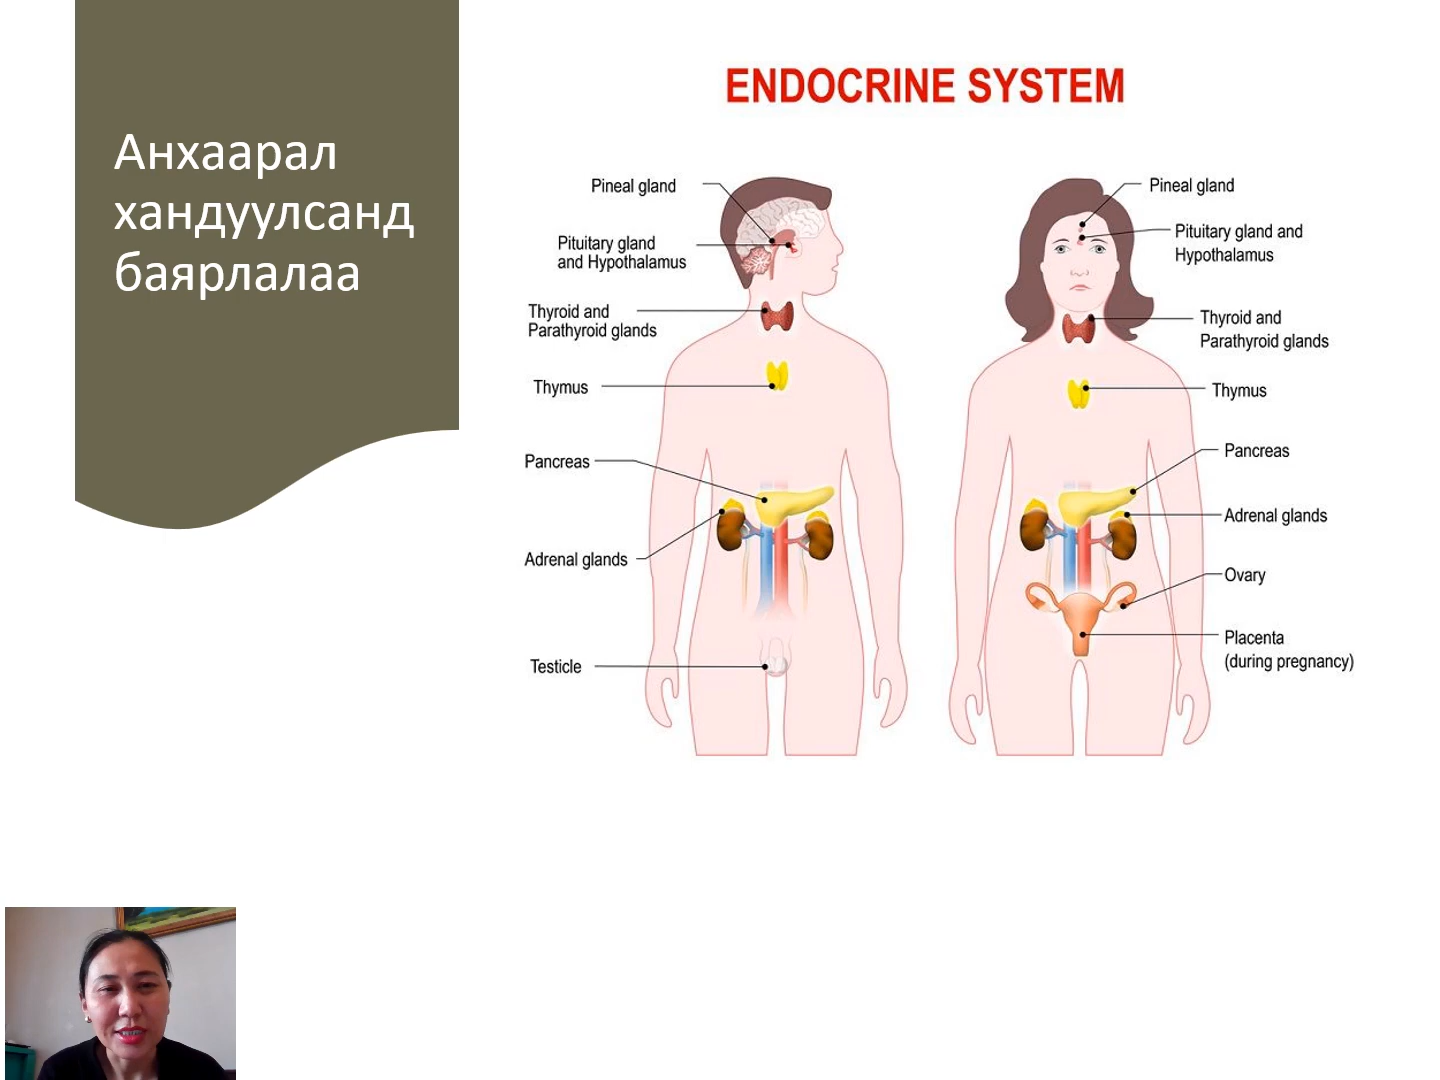 Анхаарал
хандуулсанд
баярлалаа
ENDOCRINE SYSTEM
Pineal gland
Pituitary gland
and Hypothalamus
Thyroid and
Parathyroid glands
Thymus
Pancreas
Adrenal glands
Testicle
Pineal gland
Pituitary gland and
Hypothalamus
Thyroid and
Parathyroid glands
Thymus
Pancreas
Adrenal glands
Ovary
Placenta
(during pregnancy)